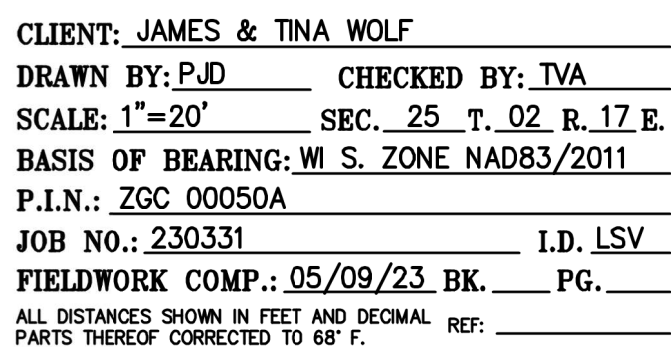 CLIENT: JAMES & TINA WOLF
DRAWN BY: PJD CHECKED BY: TVA
SCALE: 1"=20' SEC. 25 T. 02 R. 17 E.
BASIS OF BEARING: WI S. ZONE NAD83/2011
P.I.N.: ZGC 00050A
JOB NO.: 230331 I.D. LSV
FIELDWORK COMP.: 05/09/23 BK. PG.
ALL DISTANCES SHOWN IN FEET AND DECIMAL
PARTS THEREOF CORRECTED TO 68° F. REF: